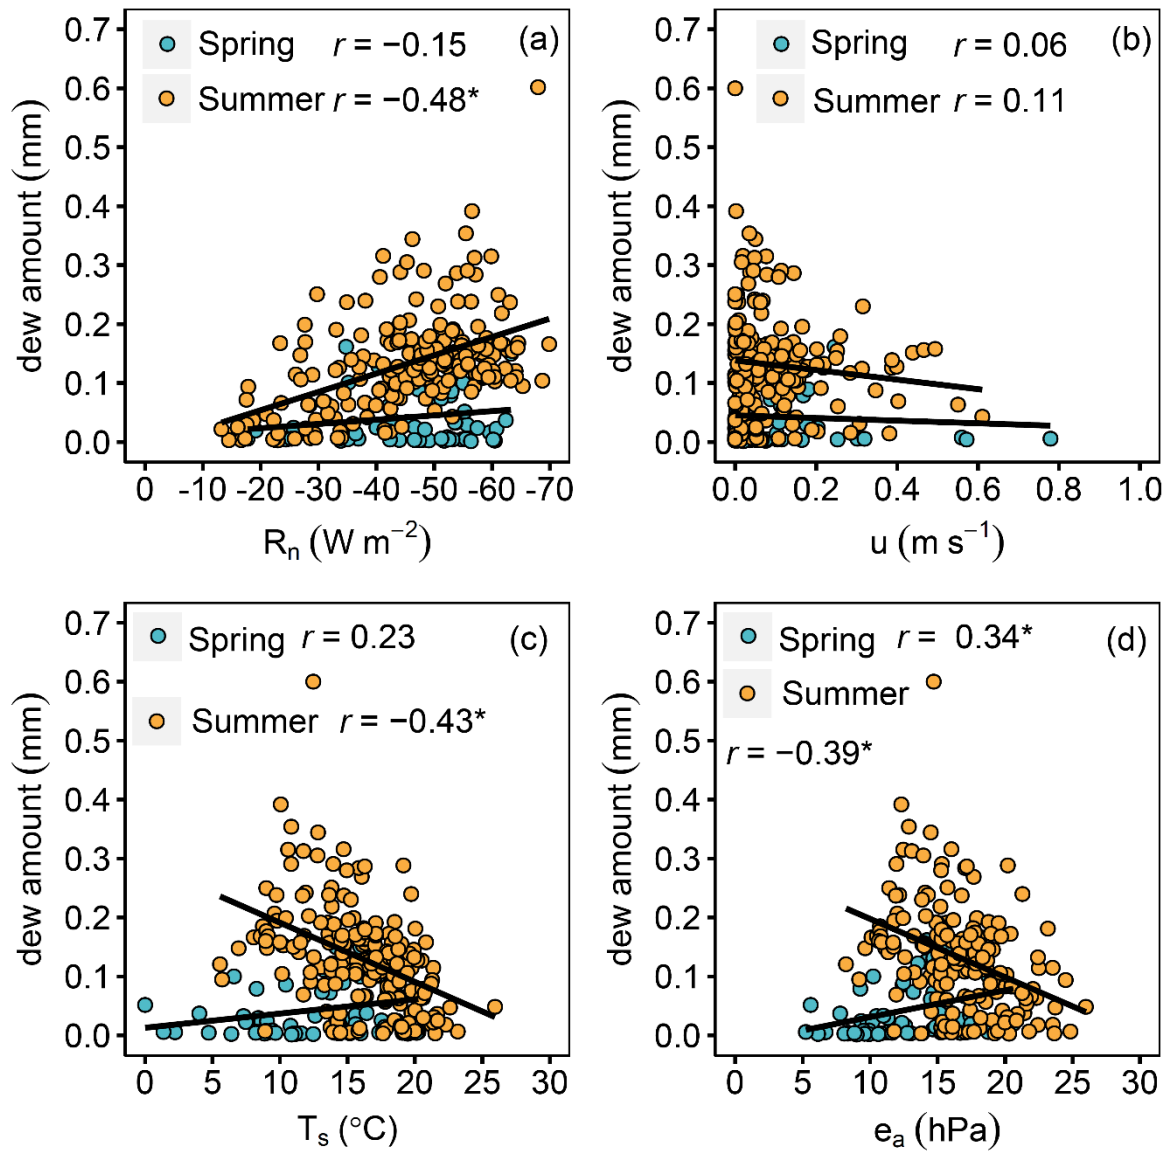 Spring r = −0.15 (a)
Summer r = −0.48*
dew amount (mm)
0.7
0.6
0.5
0.4
0.3
0.2
0.1
0.0
0 -10 -20 -30 -40 -50 -60 -70
Rn (W m−2)
Spring r = 0.06 (b)
Summer r = 0.11
dew amount (mm)
0.7
0.6
0.5
0.4
0.3
0.2
0.1
0.0
0.0 0.2 0.4 0.6 0.8 1.0
u (m s−1)
Spring r = 0.23 (c)
Summer r = −0.43*
dew amount (mm)
0.7
0.6
0.5
0.4
0.3
0.2
0.1
0.0
0 5 10 15 20 25 30
Ts (°C)
Spring r = 0.34* (d)
Summer
r = −0.39*
dew amount (mm)
0.7
0.6
0.5
0.4
0.3
0.2
0.1
0.0
0 5 10 15 20 25 30
ea (hPa)